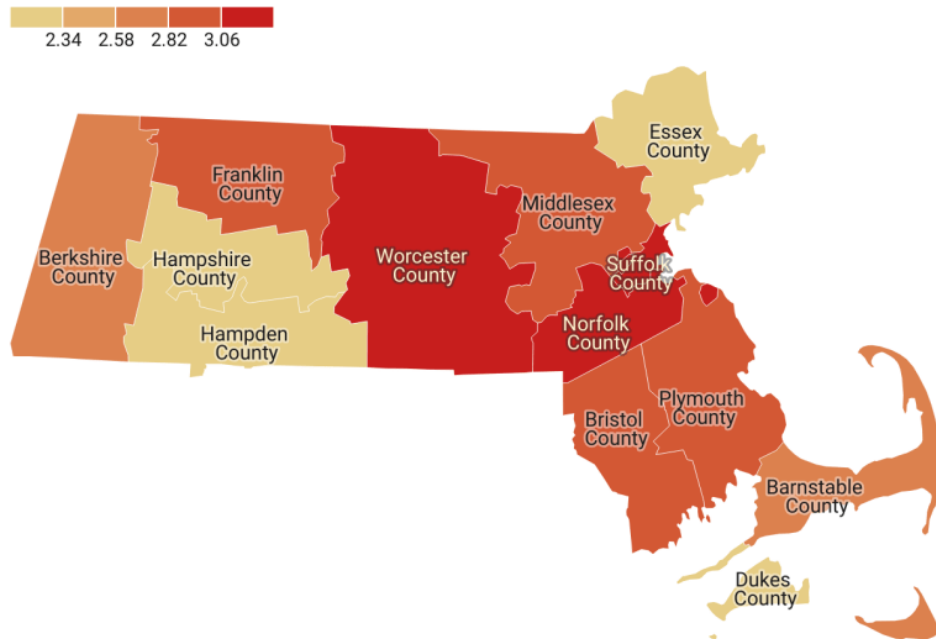 2.34 2.58 2.82 3.06
Essex
County
Franklin
County
Middlesex
County
Berkshire
County
Hampshire
County
Worcester
County
Suffolk
County
Hampden
County
Norfolk
County
Bristol
County
Plymouth
County
Barnstable
County
Dukes
County